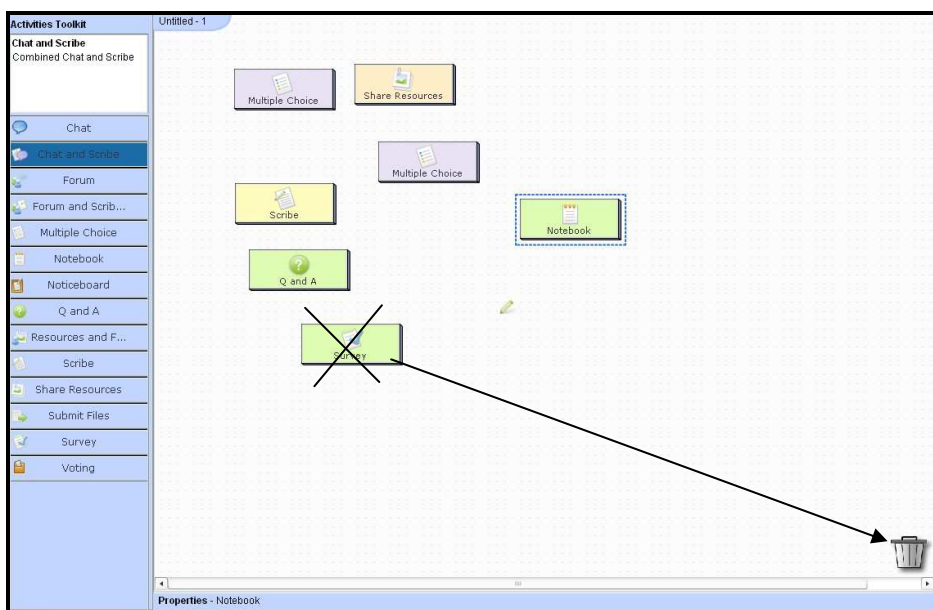 Activities Toolkit
Chat and Scribe
Combined Chat and Scribe
Chat
Chat and Scribe
Forum
Forum and Scrib...
Multiple Choice
Notebook
Noticeboard
Q and A
Resources and F...
Scribe
Share Resources
Submit Files
Survey
Voting
Untitled - 1
Multiple Choice
Share Resources
Multiple Choice
Scribe
Notebook
Q and A
Survey
Properties - Notebook